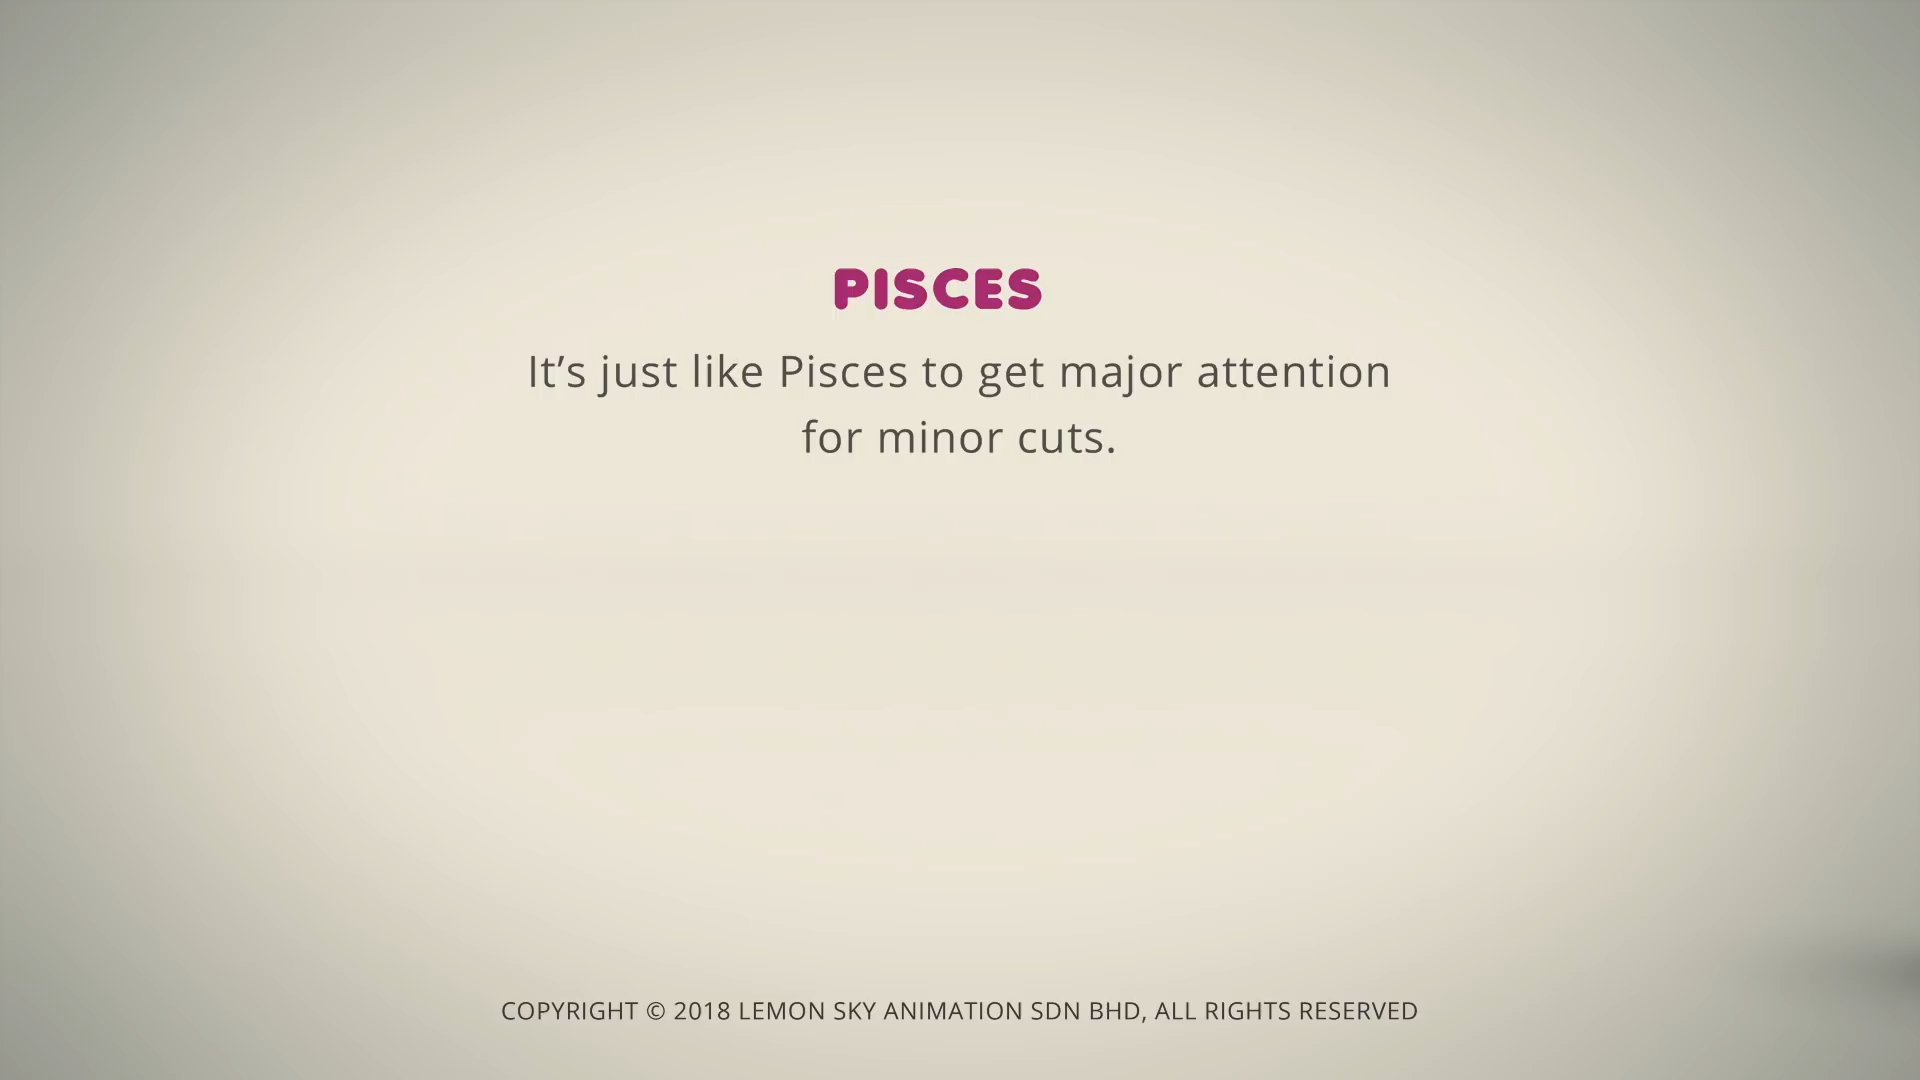 PISCES
It’s just like Pisces to get major attention
for minor cuts.
COPYRIGHT © 2018 LEMON SKY ANIMATION SDN BHD, ALL RIGHTS RESERVED